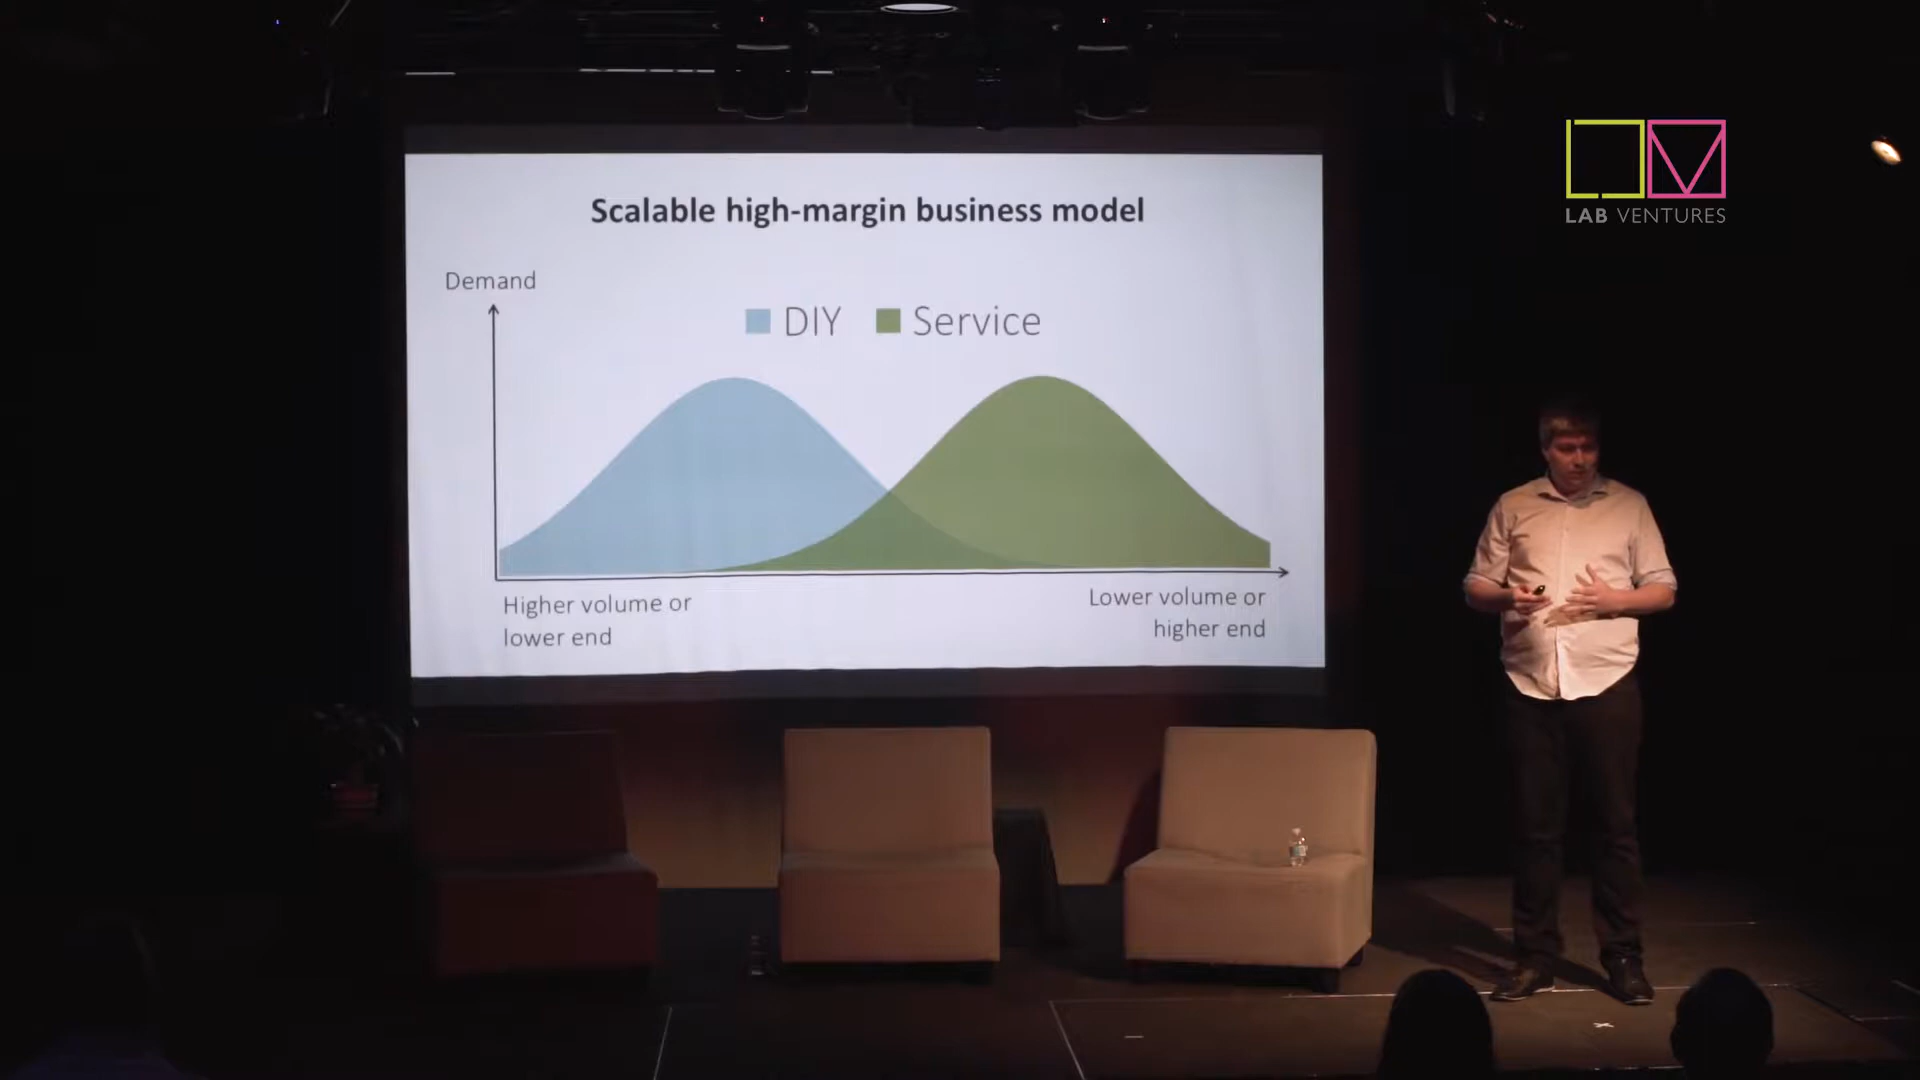 Scalable high-margin business model
Demand
DIY
Service
Higher volume or
lower end
Lower volume or
higher end
LAB VENTURES